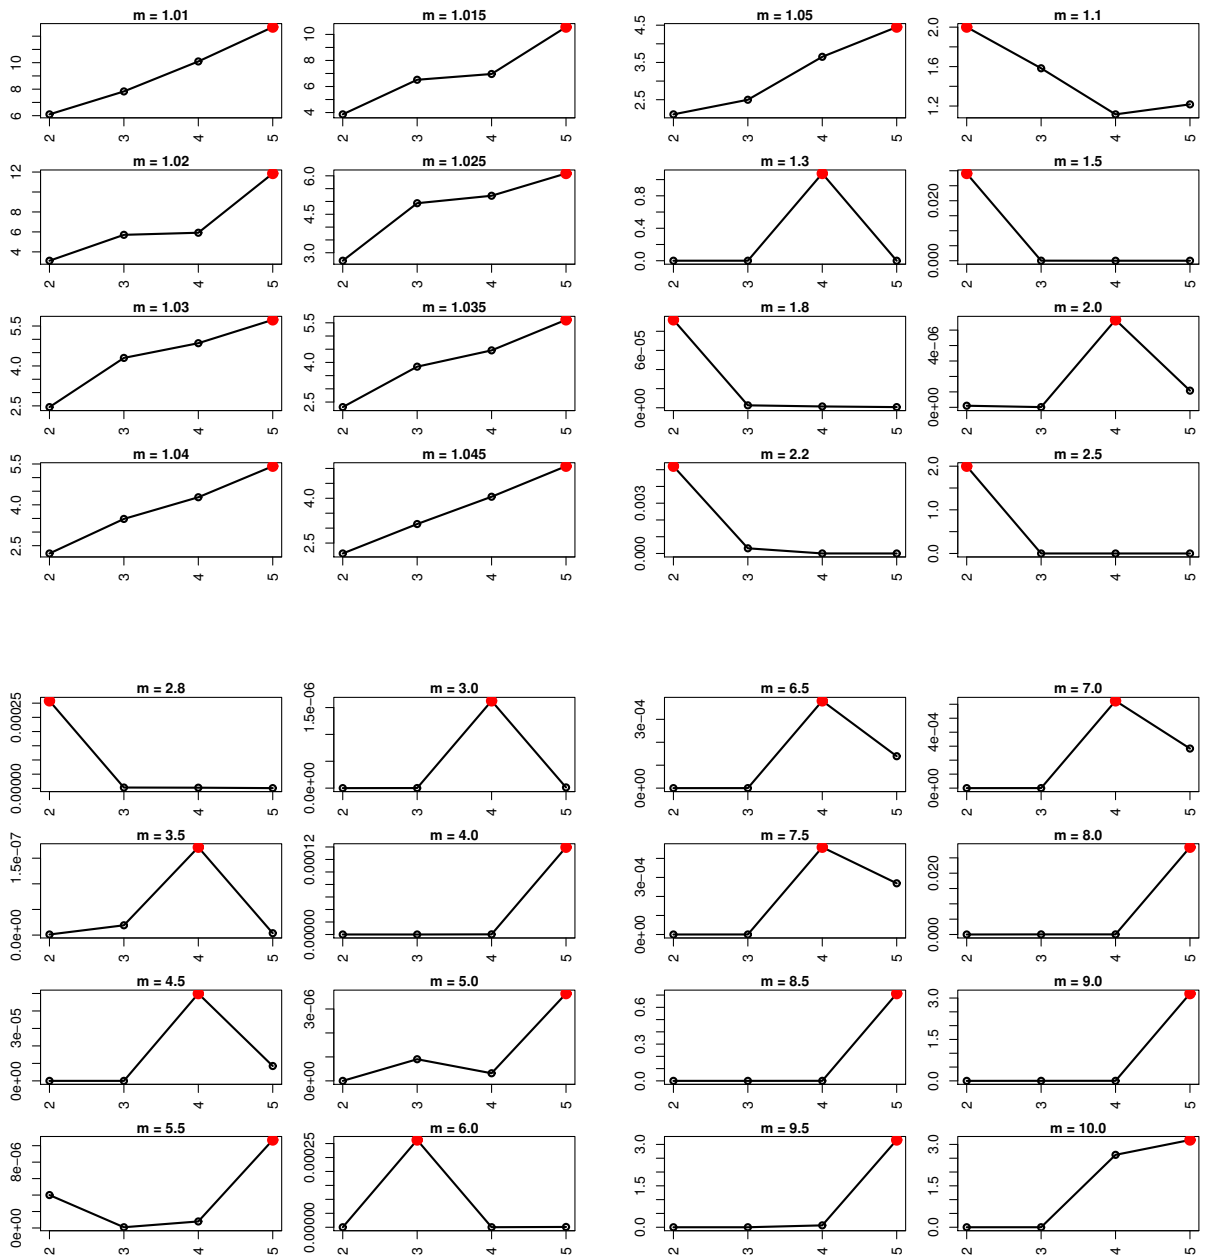 m = 1.01
6 8 10
2 3 4 5
m = 1.015
4 6 8 10
2 3 4 5
m = 1.05
2.5 3.5 4.5
2 3 4 5
m = 1.1
1.2 1.6 2.0
2 3 4 5
m = 1.02
4 6 8 12
2 3 4 5
m = 1.025
3.0 4.5 6.0
2 3 4 5
m = 1.3
0.0 0.4 0.8
2 3 4 5
m = 1.5
0.000 0.020
2 3 4 5
m = 1.03
2.5 4.0 5.5
2 3 4 5
m = 1.035
2.5 4.0 5.5
2 3 4 5
m = 1.8
0e+00 6e−05
2 3 4 5
m = 2.0
0e+00 4e−06
2 3 4 5
m = 1.04
2.5 4.0 5.5
2 3 4 5
m = 1.045
2.5 4.0
2 3 4 5
m = 2.2
0.000 0.003
2 3 4 5
m = 2.5
0.0 1.0 2.0
2 3 4 5
m = 2.8
0.00000 0.00025
2 3 4 5
m = 3.0
0.0e+00 1.5e−06
2 3 4 5
m = 6.5
0e+00 3e−04
2 3 4 5
m = 7.0
0e+00 4e−04
2 3 4 5
m = 3.5
0.0e+00 1.5e−07
2 3 4 5
m = 4.0
0.00000 0.00012
2 3 4 5
m = 7.5
0e+00 3e−04
2 3 4 5
m = 8.0
0.000 0.020
2 3 4 5
m = 4.5
0e+00 3e−05
2 3 4 5
m = 5.0
0e+00 3e−06
2 3 4 5
m = 8.5
0.0 0.3 0.6
2 3 4 5
m = 9.0
0.0 1.5 3.0
2 3 4 5
m = 5.5
0e+00 8e−06
2 3 4 5
m = 6.0
0.00000 0.00025
2 3 4 5
m = 9.5
0.0 1.5 3.0
2 3 4 5
m = 10.0
0.0 1.5 3.0
2 3 4 5